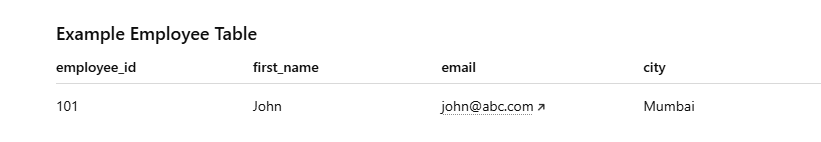 Example Employee Table
employee_id first_name email city
101 John john@abc.com ↗ Mumbai